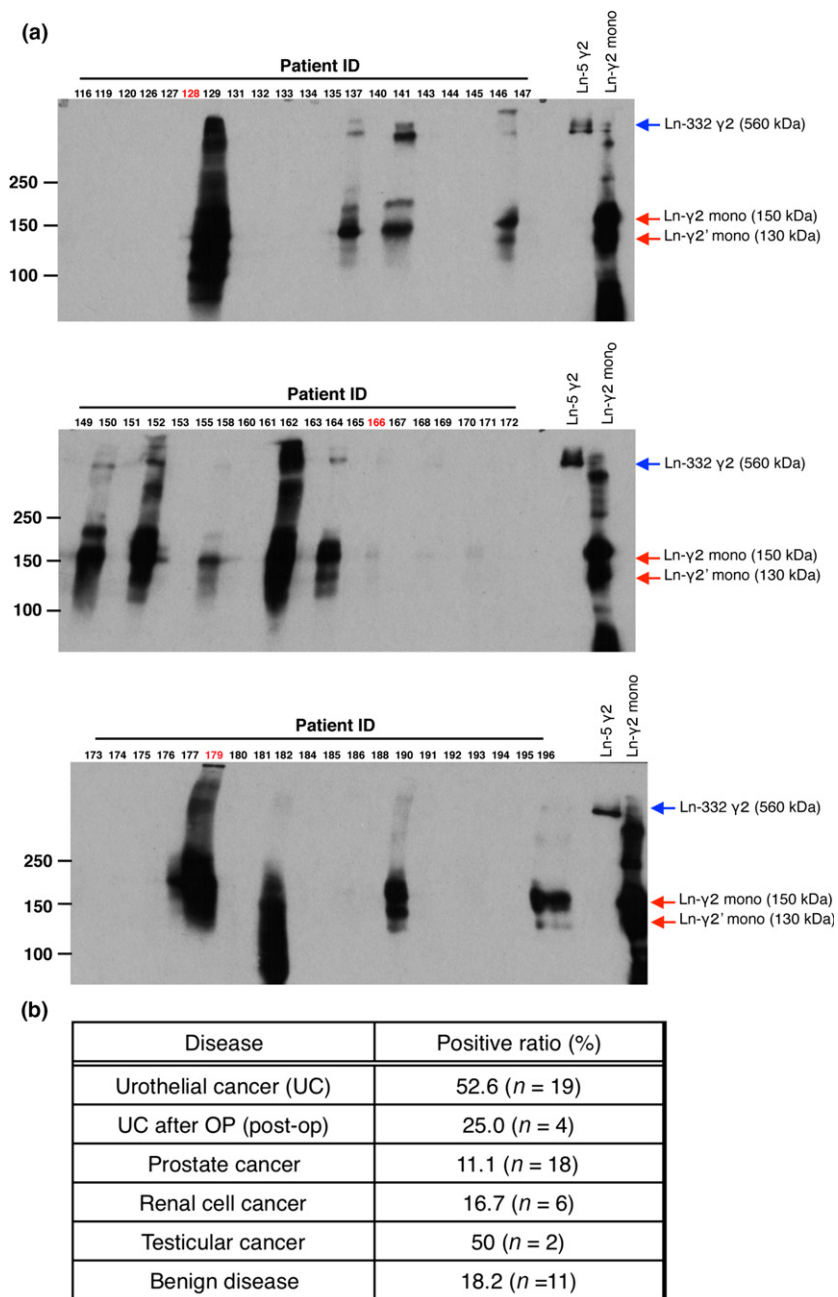 (a)
Patient ID
116 119 120 126 127 128 129 131 132 133 134 135 137 140 141 143 144 145 146 147
Ln-5 γ2
Ln-γ2 mono
Ln-332 γ2 (560 kDa)
250
150
100
Ln-γ2 mono (150 kDa)
Ln-γ2' mono (130 kDa)
Patient ID
149 150 151 152 153 155 158 160 161 162 163 164 165 166 167 168 169 170 171 172
Ln-5 γ2
Ln-γ2 mono
Ln-332 γ2 (560 kDa)
250
150
100
Ln-γ2 mono (150 kDa)
Ln-γ2' mono (130 kDa)
Patient ID
173 174 175 176 177 179 180 181 182 184 185 186 188 190 191 192 193 194 195 196
Ln-5 γ2
Ln-γ2 mono
Ln-332 γ2 (560 kDa)
250
150
100
Ln-γ2 mono (150 kDa)
Ln-γ2' mono (130 kDa)
(b)
Disease Positive ratio (%)
Urothelial cancer (UC) 52.6 (n = 19)
UC after OP (post-op) 25.0 (n = 4)
Prostate cancer 11.1 (n = 18)
Renal cell cancer 16.7 (n = 6)
Testicular cancer 50 (n = 2)
Benign disease 18.2 (n =11)